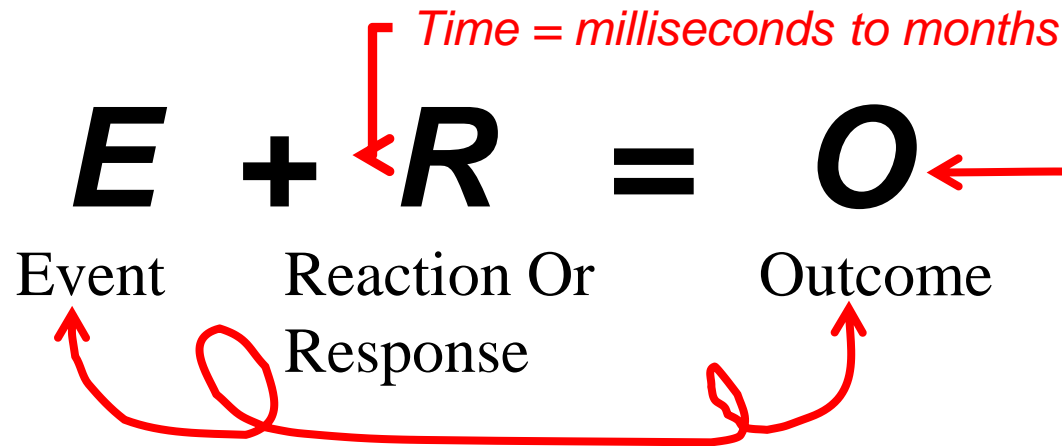 Time = milliseconds to months
E + R = O
Event Reaction Or Outcome
Response